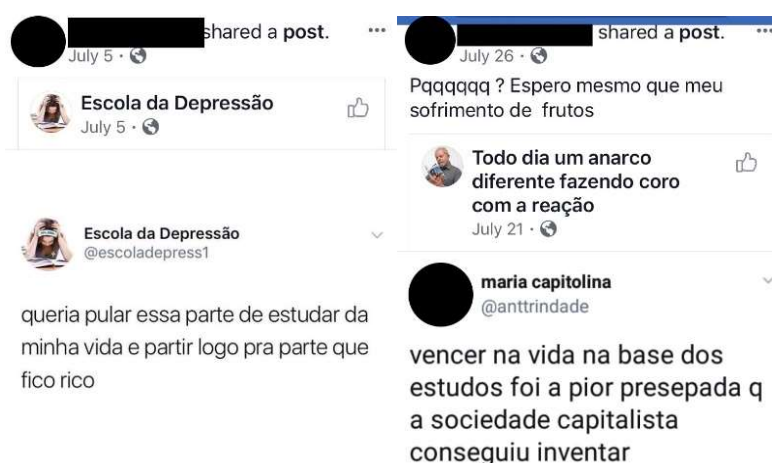 shared a post.
July 5 ·
Escola da Depressão
July 5 ·
Escola da Depressão
@escoladepress1
queria pular essa parte de estudar da
minha vida e partir logo pra parte que
fico rico
shared a post.
July 26 ·
Pqqqqqq ? Espero mesmo que meu
sofrimento de frutos
Todo dia um anarco
diferente fazendo coro
com a reação
July 21 ·
maria capitolina
@anttrindade
vencer na vida na base dos
estudos foi a pior presepada q
a sociedade capitalista
conseguiu inventar